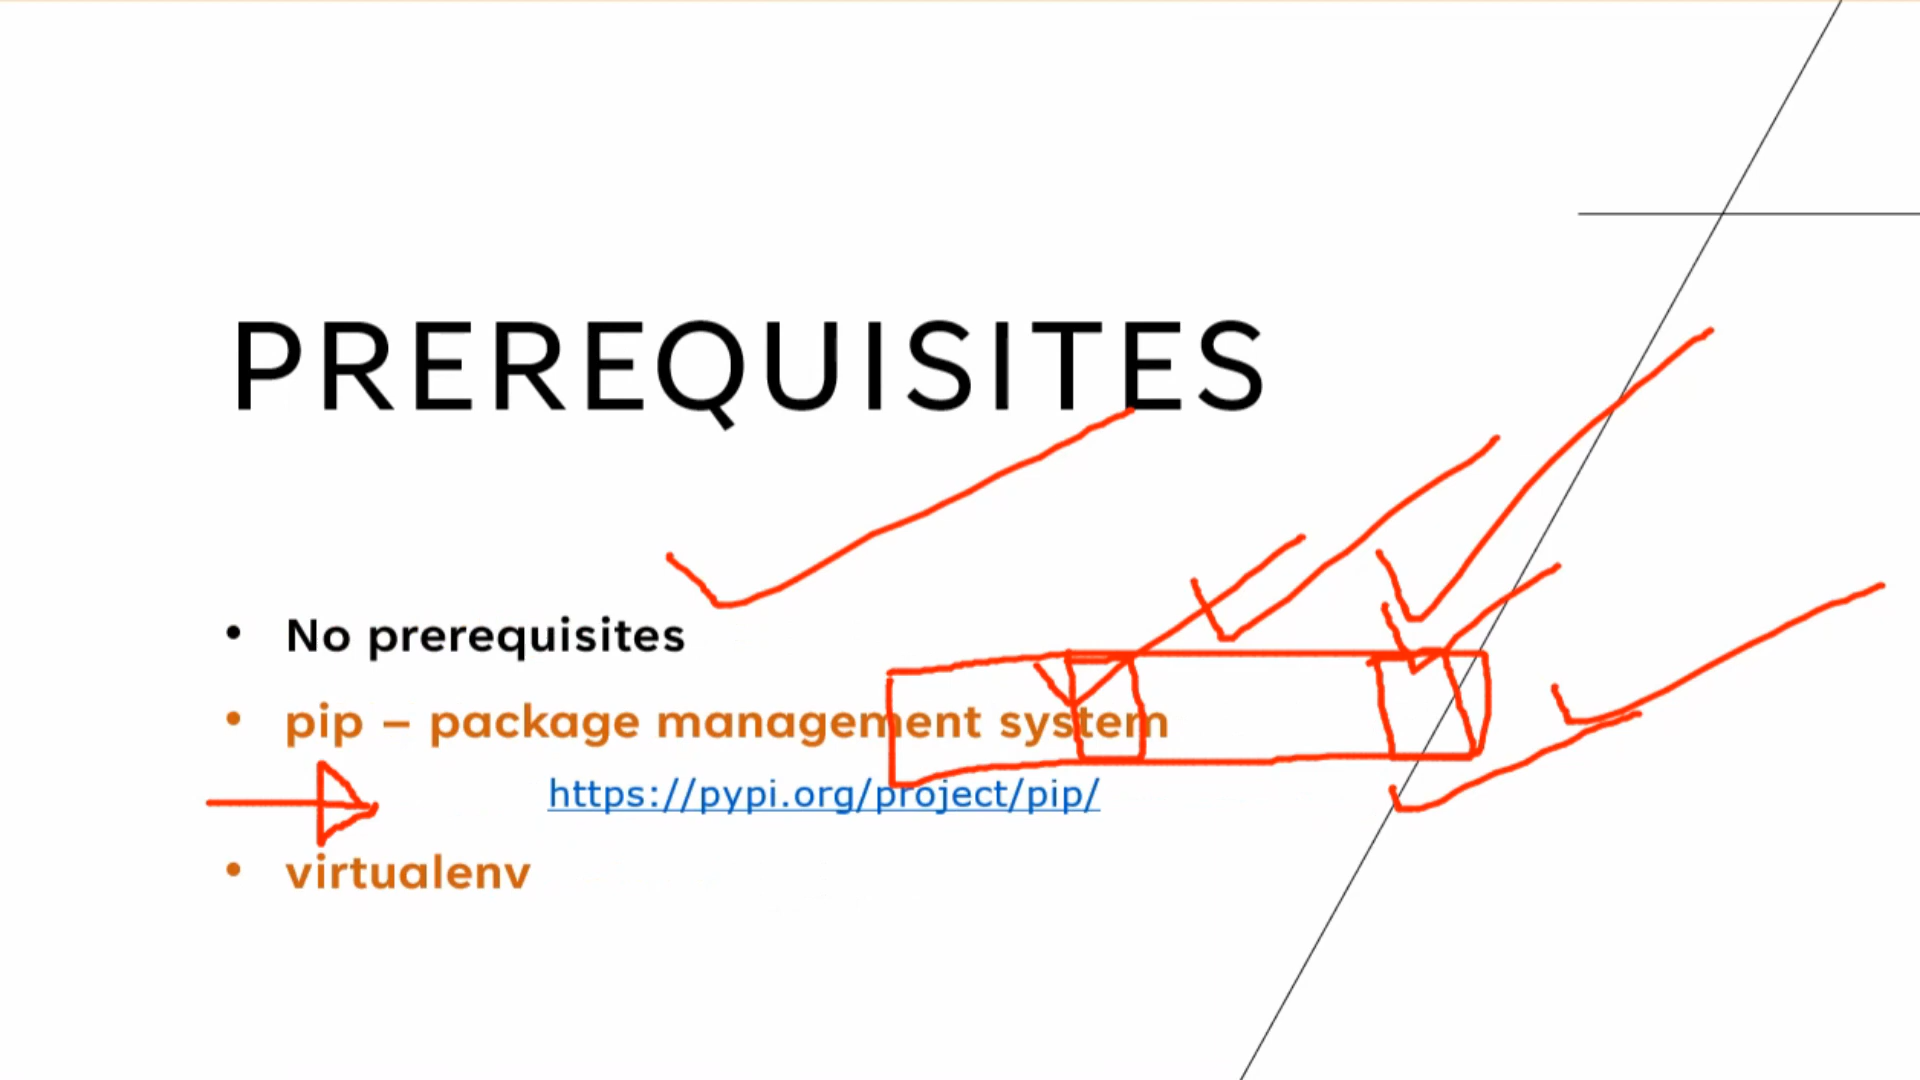 PREREQUISITES
• No prerequisites
• pip – package management system
https://pypi.org/project/pip/
• virtualenv